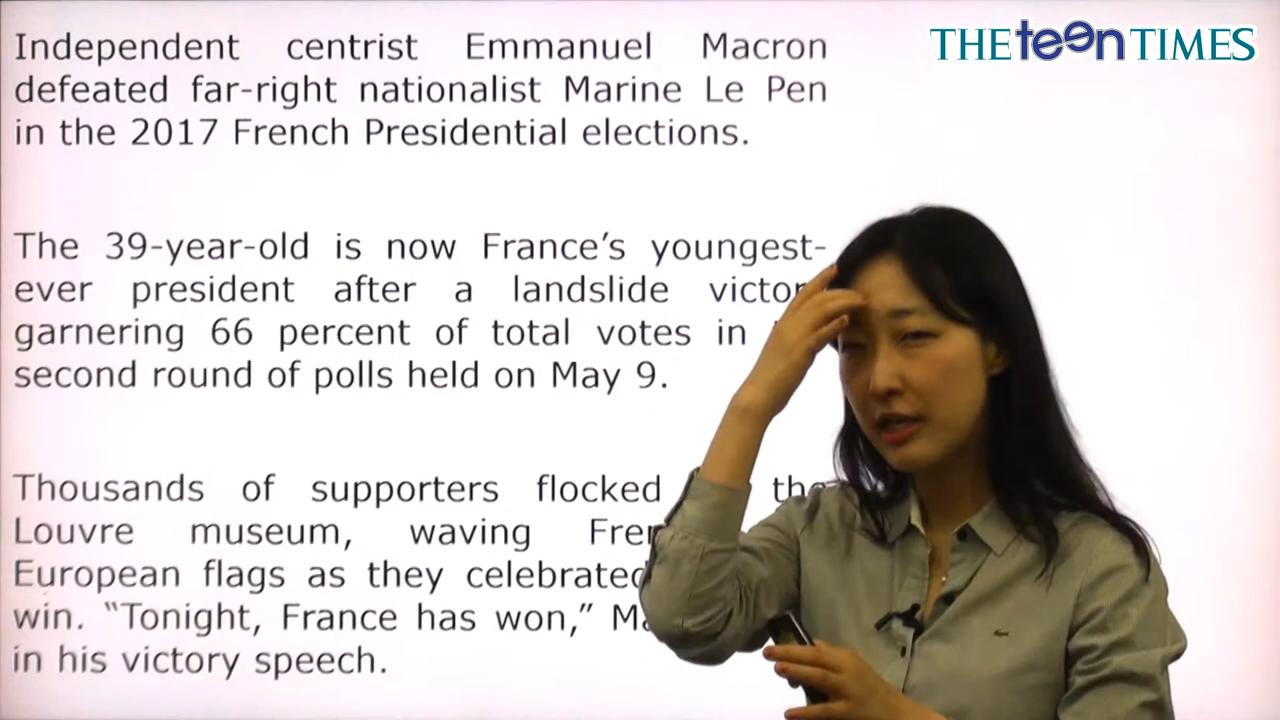 THE teen TIMES
Independent centrist Emmanuel Macron
defeated far-right nationalist Marine Le Pen
in the 2017 French Presidential elections.
The 39-year-old is now France's youngest-
ever president after a landslide
garnering 66 percent of total votes in
second round of polls held on May 9.
Thousands of supporters flocked the
Louvre museum, waving
European flags as they celebrated
win. “Tonight, France has won,”
in his victory speech.